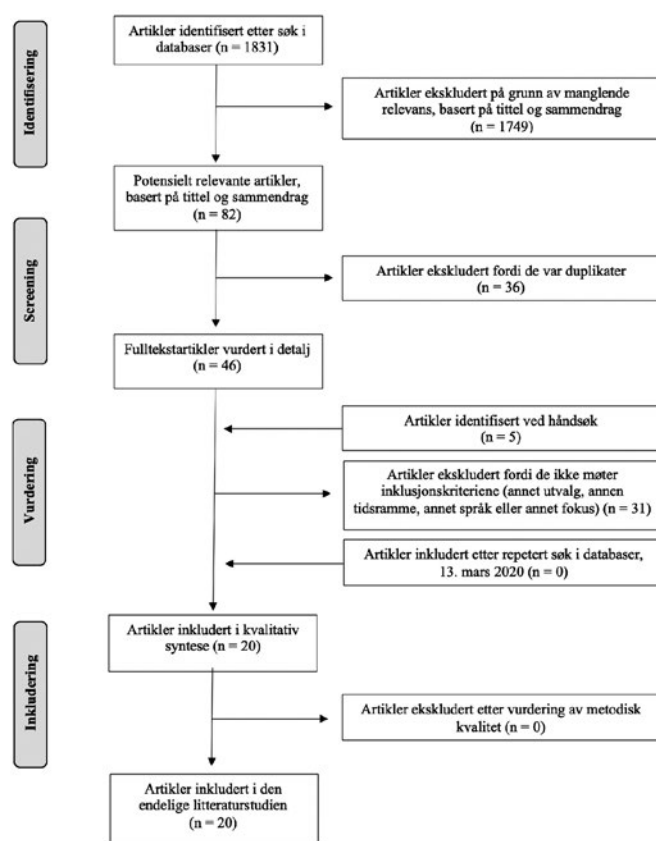 Identifisering
Artikler identifisert etter søk i
databaser (n = 1831)
Artikler ekskludert på grunn av manglende
relevans, basert på tittel og sammendrag
(n = 1749)
Potensielt relevante artikler,
basert på tittel og sammendrag
(n = 82)
Screening
Artikler ekskludert fordi de var duplikater
(n = 36)
Fulltekstartikler vurdert i detalj
(n = 46)
Vurdering
Artikler identifisert ved håndsøk
(n = 5)
Artikler ekskludert fordi de ikke møter
inklusjonskriteriene (annet utvalg, annen
tidsramme, annet språk eller annet fokus) (n = 31)
Artikler inkludert etter repetert søk i databaser,
13. mars 2020 (n = 0)
Inkludering
Artikler inkludert i kvalitativ
syntese (n = 20)
Artikler ekskludert etter vurdering av metodisk
kvalitet (n = 0)
Artikler inkludert i den
endelige litteraturstudien
(n = 20)